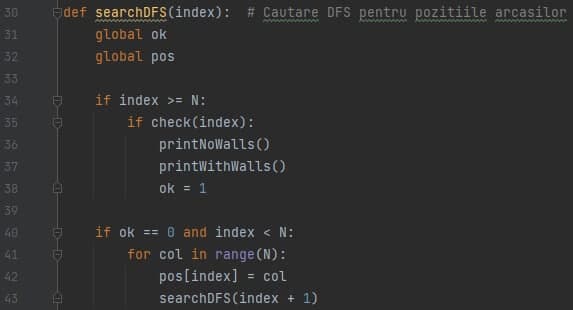 30 def searchDFS(index):  # Cautare DFS pentru pozitiile arcasilor
31     global ok
32     global pos
33
34     if index >= N:
35         if check(index):
36             printNoWalls()
37             printWithWalls()
38             ok = 1
39
40     if ok == 0 and index < N:
41         for col in range(N):
42             pos[index] = col
43             searchDFS(index + 1)